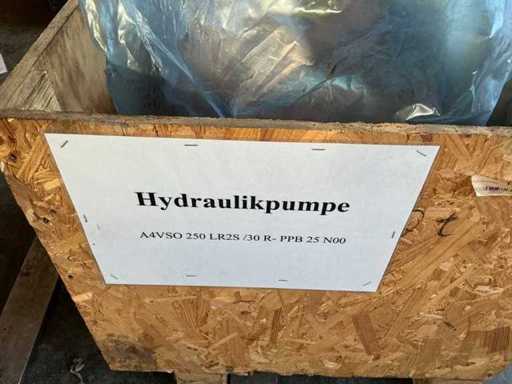 Hydraulikpumpe
A4VSO 250 LR2S /30 R- PPB 25 N00